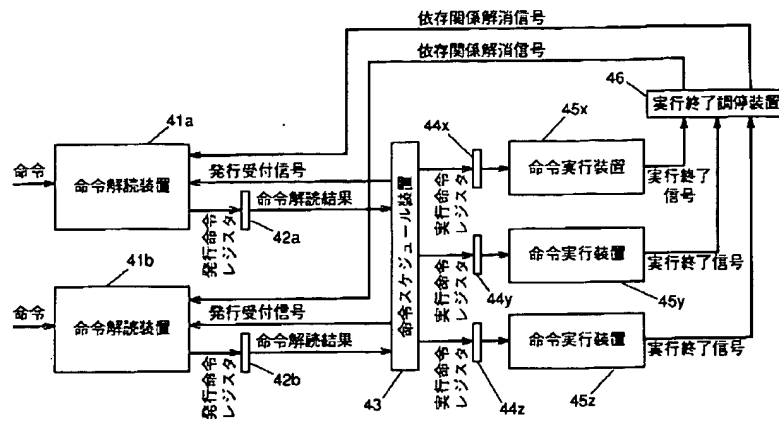 依存関係解消信号
依存関係解消信号
46
実行終了調停装置
41a
命令
命令解読装置
発行受付信号
命令解読結果
発行命令
レジスタ
42a
41b
命令
命令解読装置
発行受付信号
命令解読結果
発行命令
レジスタ
42b
命令スケジュール装置
43
44x
実行命令
レジスタ
45x
命令実行装置
実行終了
信号
実行命令
レジスタ
44y
命令実行装置
実行終了信号
45y
実行命令
レジスタ
44z
命令実行装置
実行終了信号
45z